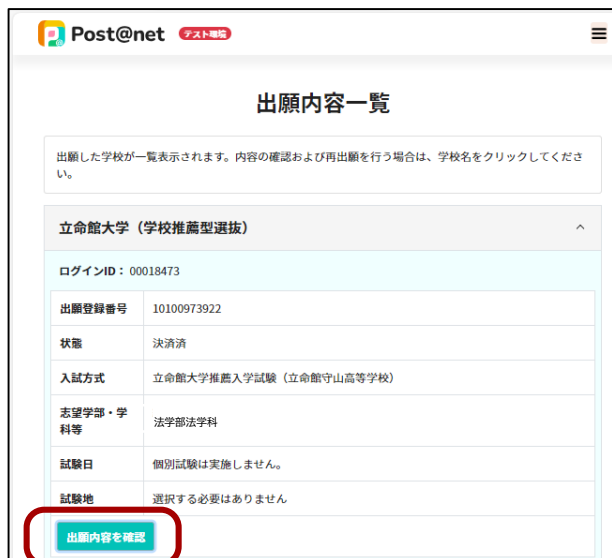 Post@net テスト環境
出願内容一覧
出願した学校が一覧表示されます。内容の確認および再出願を行う場合は、学校名をクリックしてくださ
い。
立命館大学（学校推薦型選抜）
ログインID： 00018473
出願登録番号 10100973922
状態 決済済
入試方式 立命館大学推薦入学試験（立命館守山高等学校）
志望学部・学
科等 法学部法学科
試験日 個別試験は実施しません。
試験地 選択する必要はありません
出願内容を確認